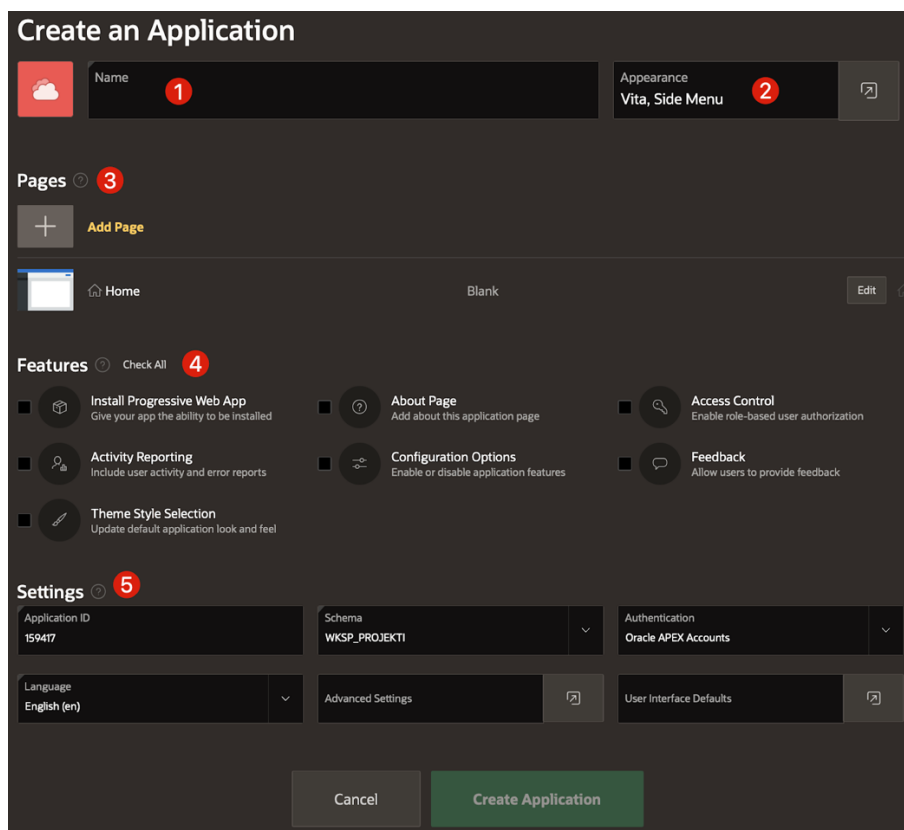 Create an Application
Name
1
Appearance
Vita, Side Menu
2
Pages ? 3
Add Page
Home
Blank
Edit
Features ? Check All 4
Install Progressive Web App
Give your app the ability to be installed
? About Page
Add about this application page
Access Control
Enable role-based user authorization
Activity Reporting
Include user activity and error reports
Configuration Options
Enable or disable application features
Feedback
Allow users to provide feedback
Theme Style Selection
Update default application look and feel
Settings ? 5
Application ID
159417
Schema
WKSP_PROJEKTI
Authentication
Oracle APEX Accounts
Language
English (en)
Advanced Settings
User Interface Defaults
Cancel
Create Application